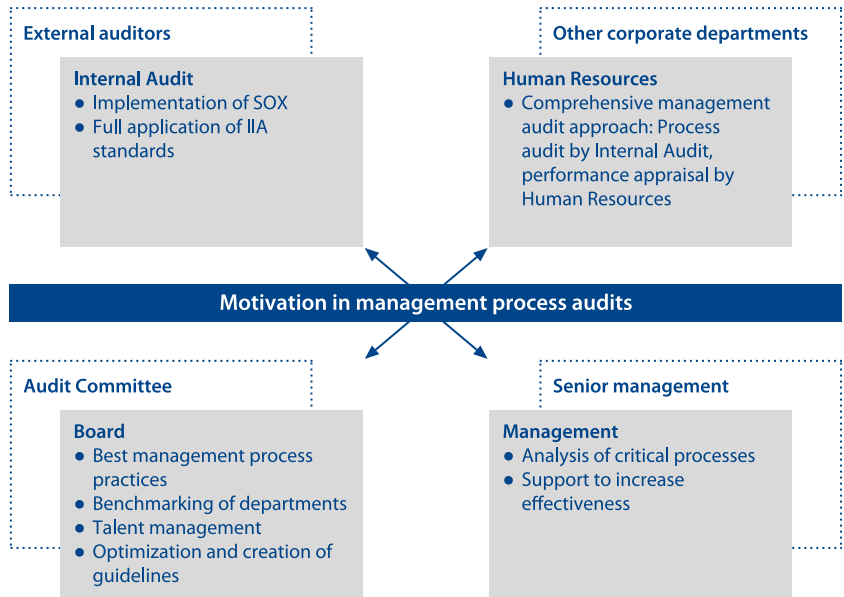 External auditors
Internal Audit
● Implementation of SOX
● Full application of IIA
standards
Other corporate departments
Human Resources
● Comprehensive management
audit approach: Process
audit by Internal Audit,
performance appraisal by
Human Resources
Motivation in management process audits
Audit Committee
Board
● Best management process
practices
● Benchmarking of departments
● Talent management
● Optimization and creation of
guidelines
Senior management
Management
● Analysis of critical processes
● Support to increase
effectiveness